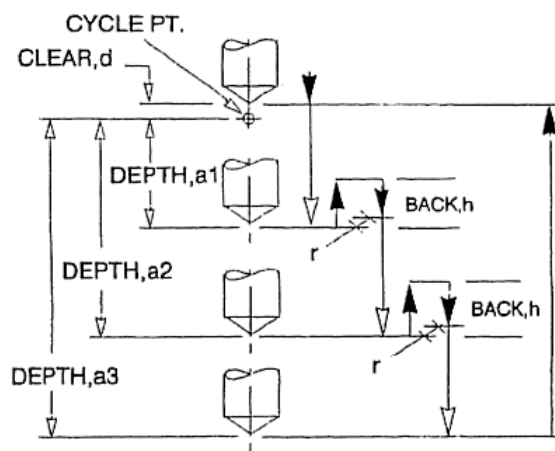 CYCLE PT.
CLEAR,d
DEPTH,a1
BACK,h
r
DEPTH,a2
BACK,h
r
DEPTH,a3